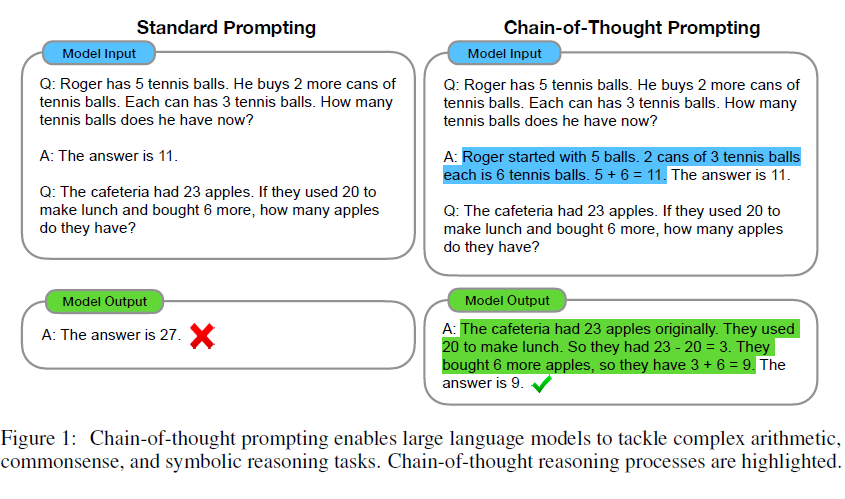 Standard Prompting
Model Input
Q: Roger has 5 tennis balls. He buys 2 more cans of
tennis balls. Each can has 3 tennis balls. How many
tennis balls does he have now?
A: The answer is 11.
Q: The cafeteria had 23 apples. If they used 20 to
make lunch and bought 6 more, how many apples
do they have?
Model Output
A: The answer is 27.
Chain-of-Thought Prompting
Model Input
Q: Roger has 5 tennis balls. He buys 2 more cans of
tennis balls. Each can has 3 tennis balls. How many
tennis balls does he have now?
A: Roger started with 5 balls. 2 cans of 3 tennis balls
each is 6 tennis balls. 5 + 6 = 11. The answer is 11.
Q: The cafeteria had 23 apples. If they used 20 to
make lunch and bought 6 more, how many apples
do they have?
Model Output
A: The cafeteria had 23 apples originally. They used
20 to make lunch. So they had 23 - 20 = 3. They
bought 6 more apples, so they have 3 + 6 = 9. The
answer is 9.
Figure 1: Chain-of-thought prompting enables large language models to tackle complex arithmetic,
commonsense, and symbolic reasoning tasks. Chain-of-thought reasoning processes are highlighted.